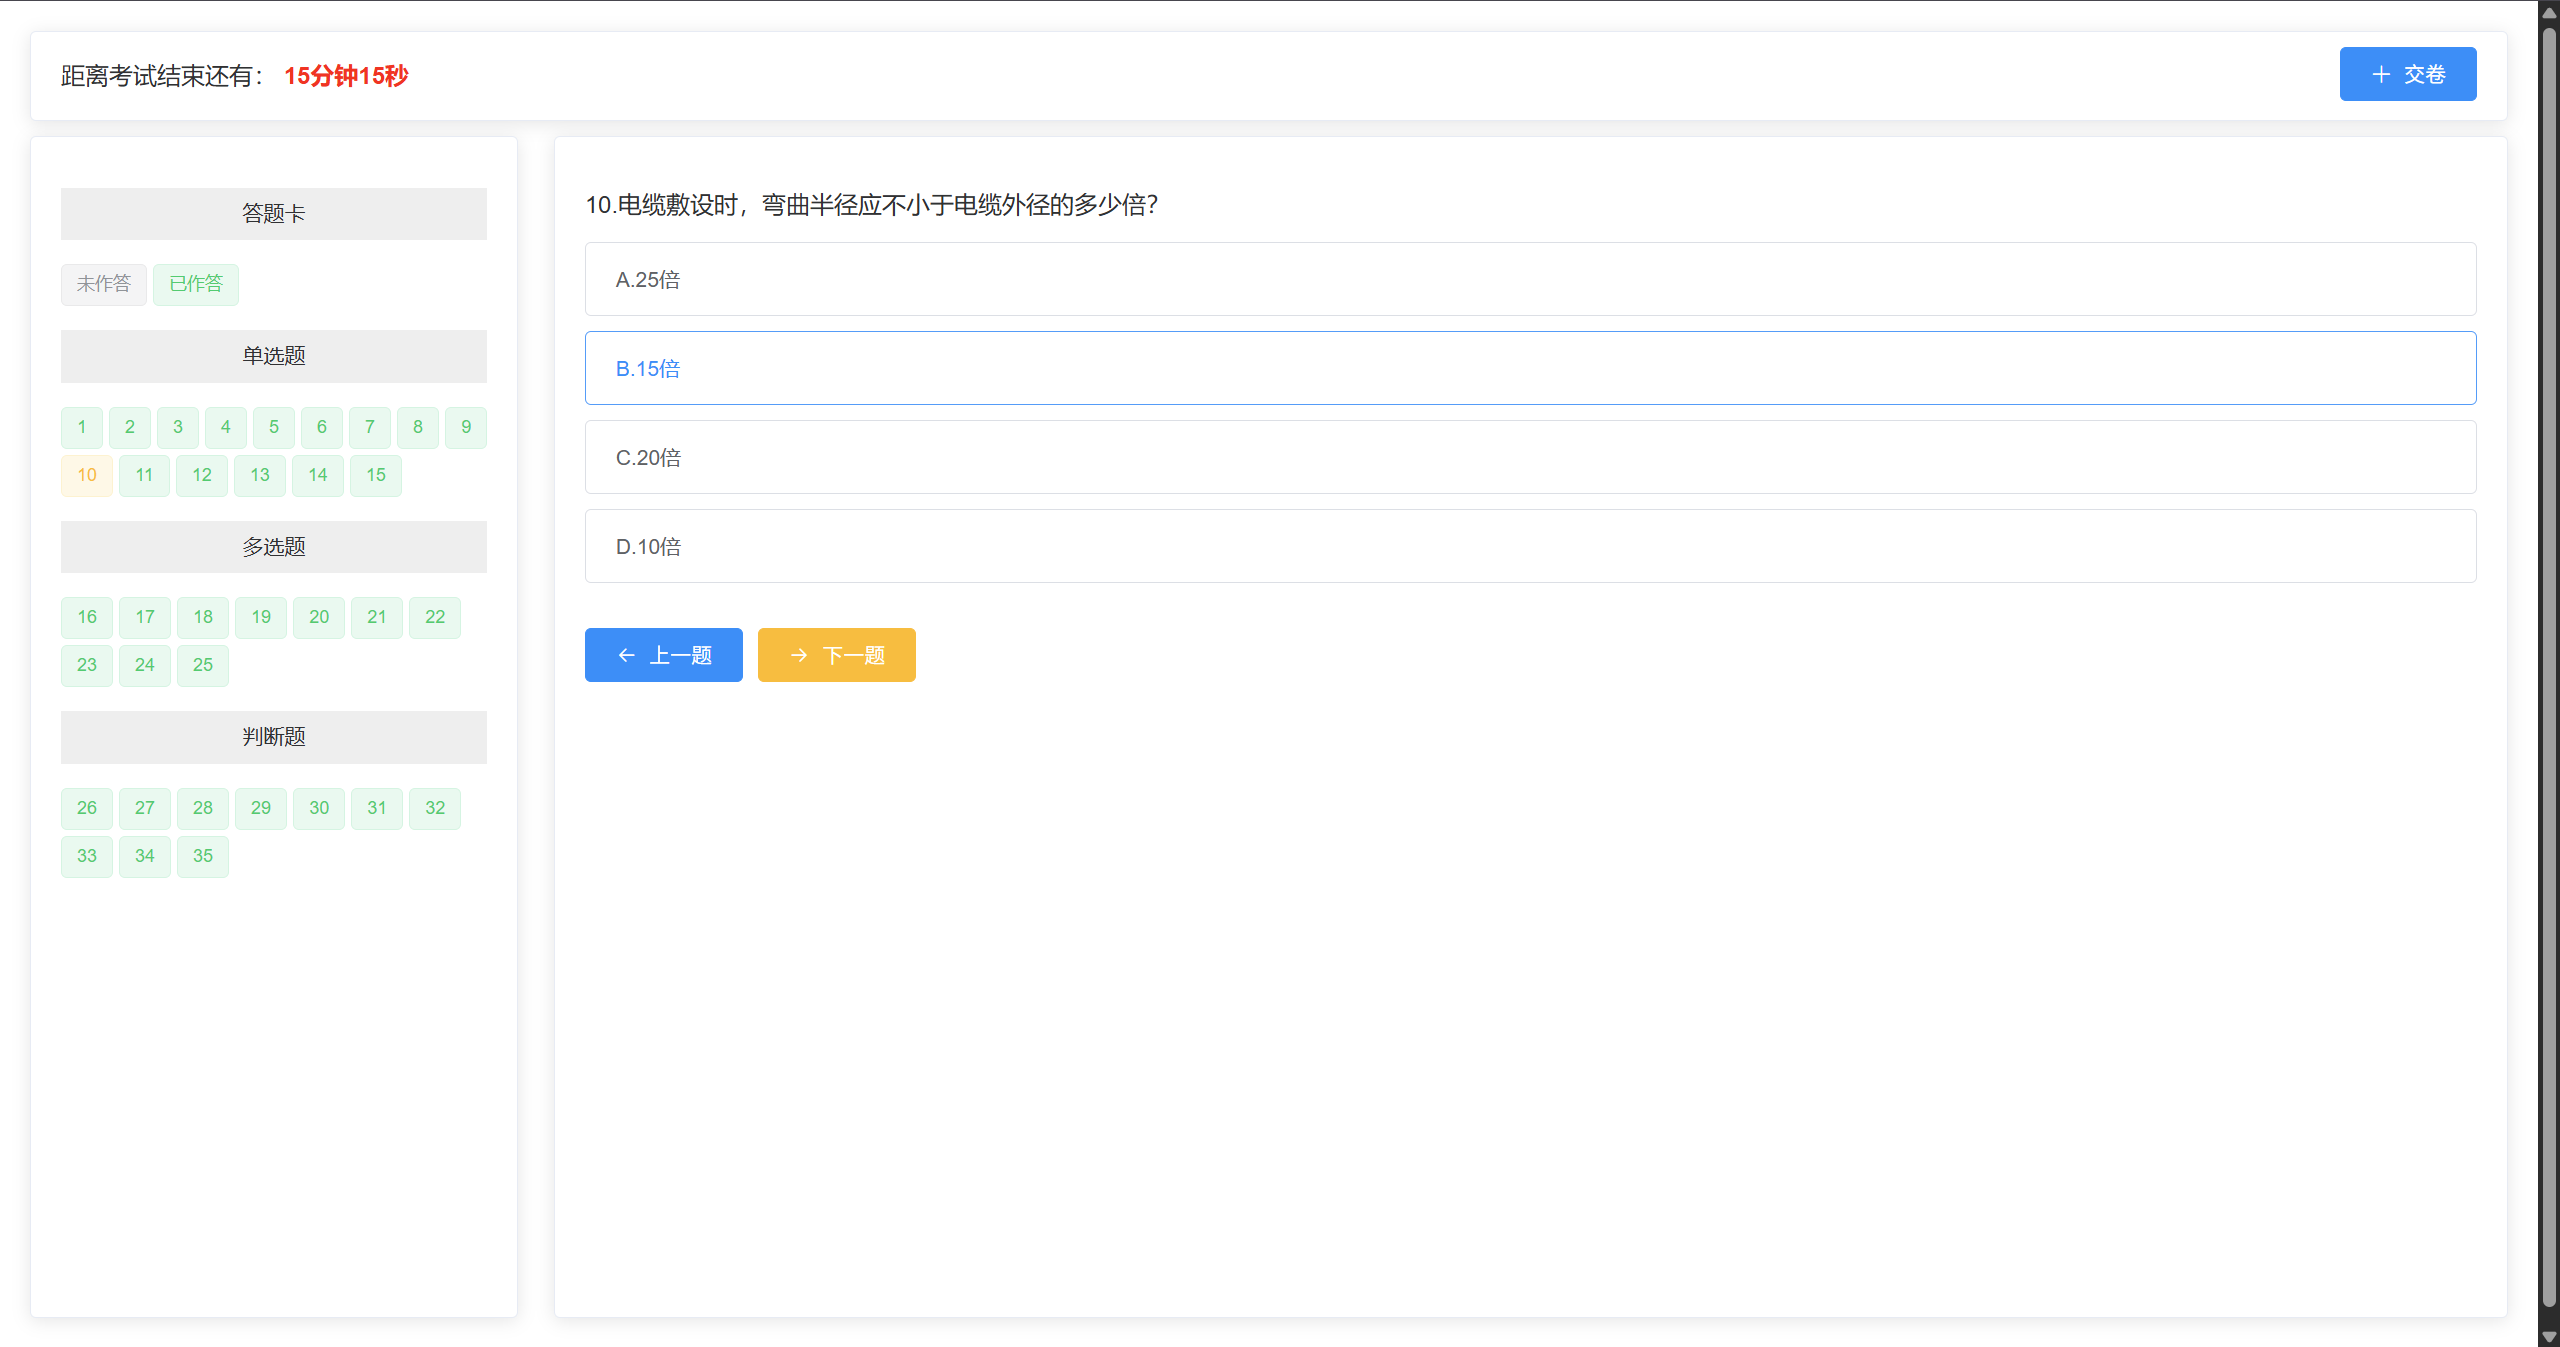 距离考试结束还有： 15分钟15秒
交卷
答题卡
未作答 已作答
单选题
1 2 3 4 5 6 7 8 9
10 11 12 13 14 15
多选题
16 17 18 19 20 21 22
23 24 25
判断题
26 27 28 29 30 31 32
33 34 35
10.电缆敷设时，弯曲半径应不小于电缆外径的多少倍？
A.25倍
B.15倍
C.20倍
D.10倍
上一题 下一题